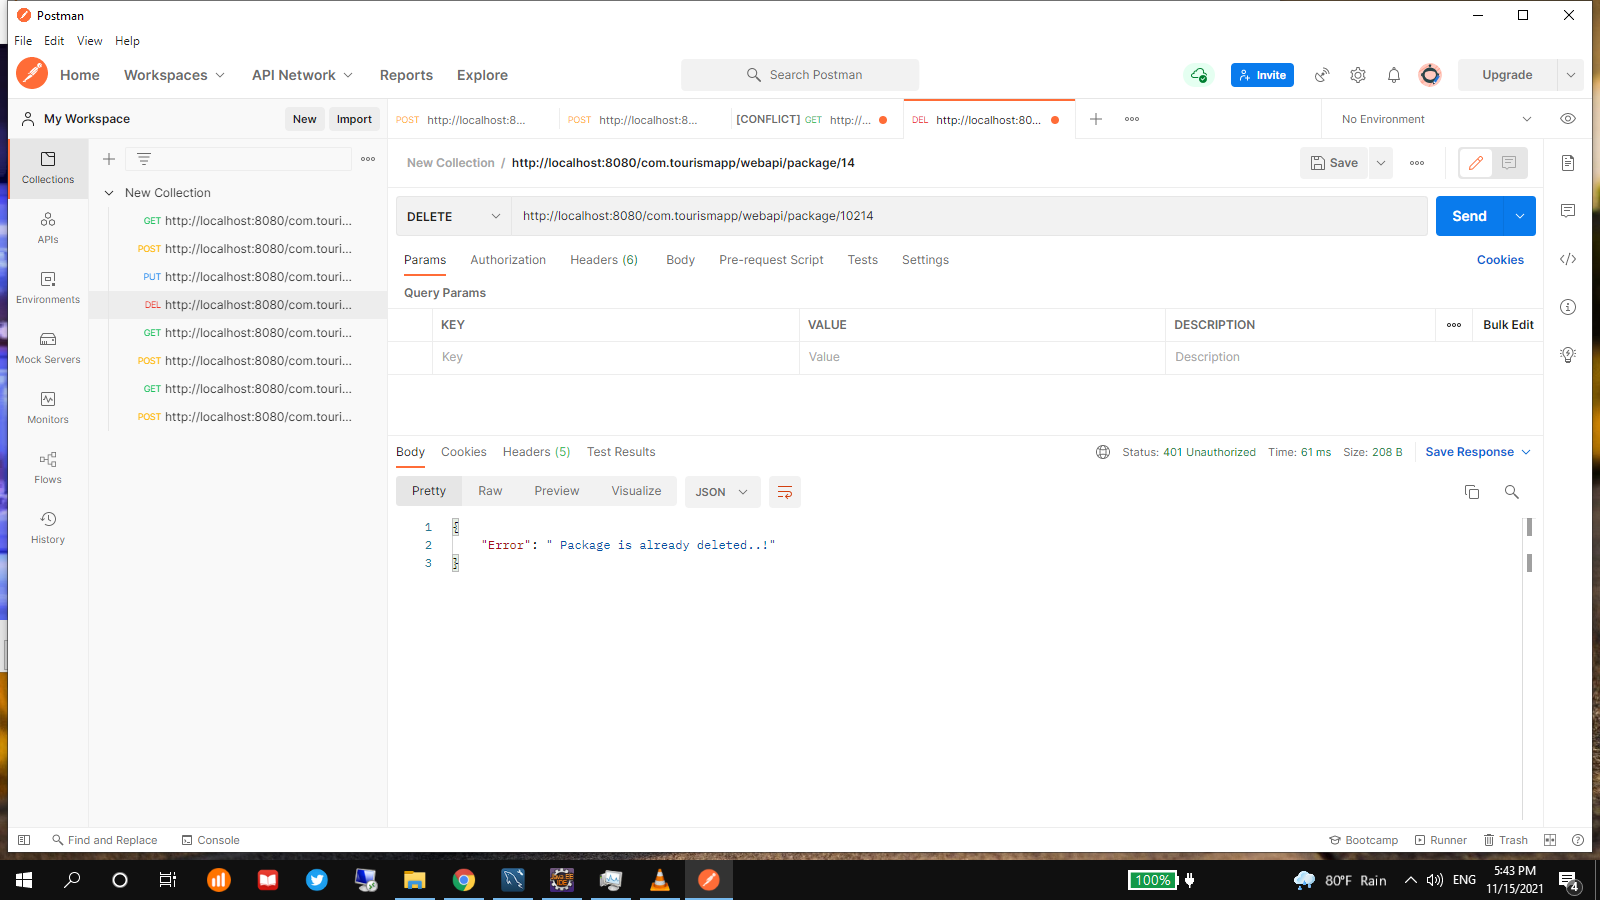 Postman
File Edit View Help
Home Workspaces API Network Reports Explore
Search Postman
Invite
Upgrade
My Workspace New Import
POST http://localhost:8... POST http://localhost:8... [CONFLICT] GET http://... DEL http://localhost:80...
No Environment
Collections
APIs
Environments
Mock Servers
Monitors
Flows
History
New Collection
GET http://localhost:8080/com.touri...
POST http://localhost:8080/com.touri...
PUT http://localhost:8080/com.touri...
DEL http://localhost:8080/com.touri...
GET http://localhost:8080/com.touri...
POST http://localhost:8080/com.touri...
GET http://localhost:8080/com.touri...
POST http://localhost:8080/com.touri...
New Collection / http://localhost:8080/com.tourismapp/webapi/package/14
Save
DELETE http://localhost:8080/com.tourismapp/webapi/package/10214
Send
Params Authorization Headers (6) Body Pre-request Script Tests Settings
Cookies
Query Params
KEY VALUE DESCRIPTION Bulk Edit
Key Value Description
Body Cookies Headers (5) Test Results
Status: 401 Unauthorized Time: 61 ms Size: 208 B Save Response
Pretty Raw Preview Visualize JSON
1 {
2 "Error": " Package is already deleted..!"
3 }
Find and Replace Console
Bootcamp Runner Trash
100%
80°F Rain
ENG
5:43 PM
11/15/2021
4